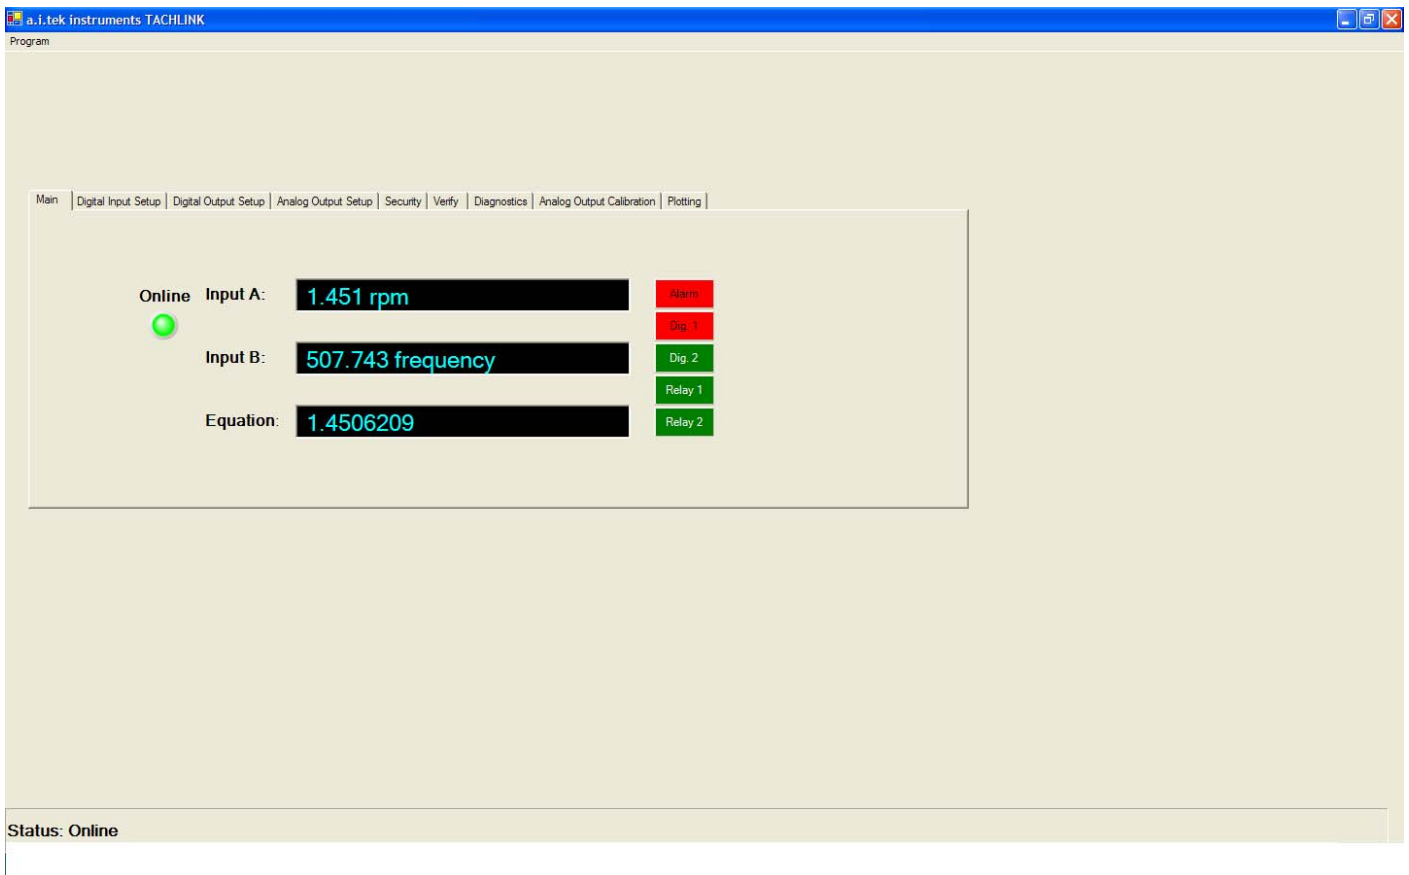 a.i.tek instruments TACHLINK
Program
Main Digital Input Setup Digital Output Setup Analog Output Setup Security Verify Diagnostics Analog Output Calibration Plotting
Online Input A: 1.451 rpm Alarm
Dig. 1
Input B: 507.743 frequency Dig. 2
Relay 1
Equation: 1.4506209 Relay 2
Status: Online